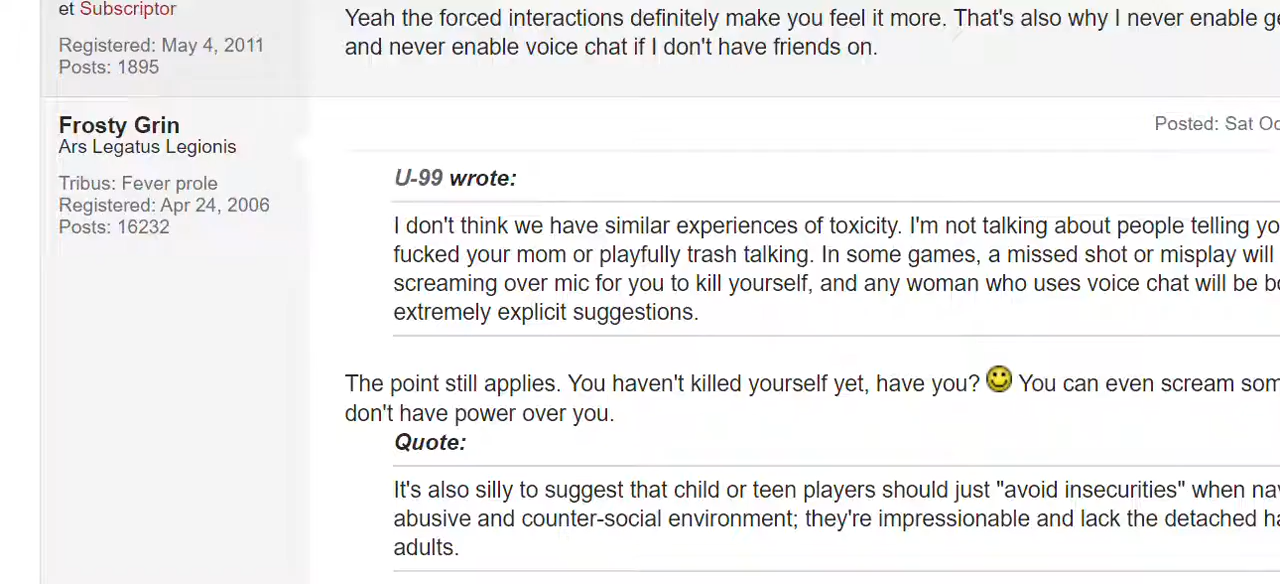 et Subscriptor
Registered: May 4, 2011
Posts: 1895
Yeah the forced interactions definitely make you feel it more. That's also why I never enable
and never enable voice chat if I don't have friends on.
Frosty Grin
Ars Legatus Legionis
Tribus: Fever prole
Registered: Apr 24, 2006
Posts: 16232
Posted: Sat
U-99 wrote:
I don't think we have similar experiences of toxicity. I'm not talking about people telling
fucked your mom or playfully trash talking. In some games, a missed shot or misplay will
screaming over mic for you to kill yourself, and any woman who uses voice chat will be
extremely explicit suggestions.
The point still applies. You haven't killed yourself yet, have you? You can even scream
don't have power over you.
Quote:
It's also silly to suggest that child or teen players should just "avoid insecurities" when
abusive and counter-social environment; they're impressionable and lack the detached
adults.